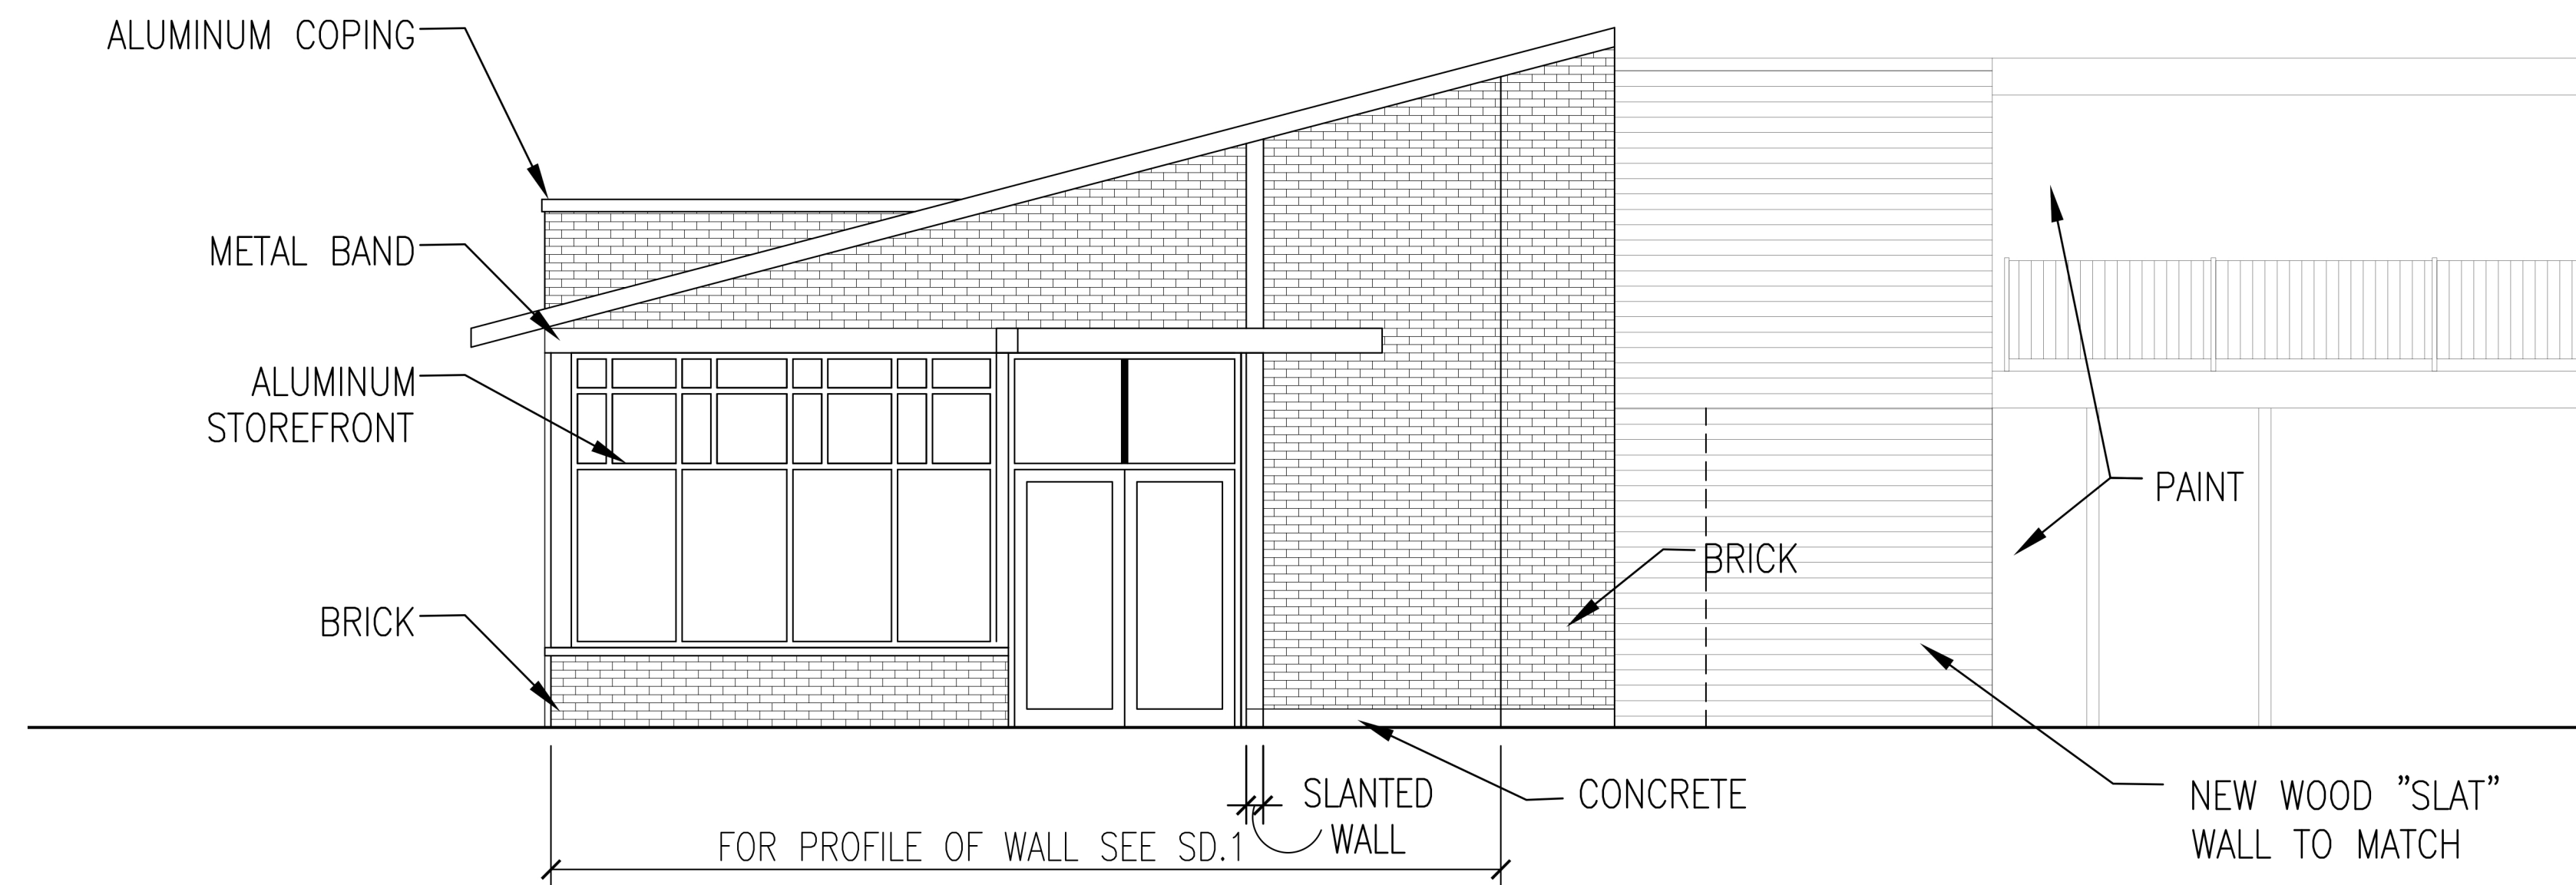 ALUMINUM COPING
METAL BAND
ALUMINUM
STOREFRONT
BRICK
PAINT
BRICK
SLANTED
WALL
CONCRETE
NEW WOOD ”SLAT”
WALL TO MATCH
FOR PROFILE OF WALL SEE SD.1